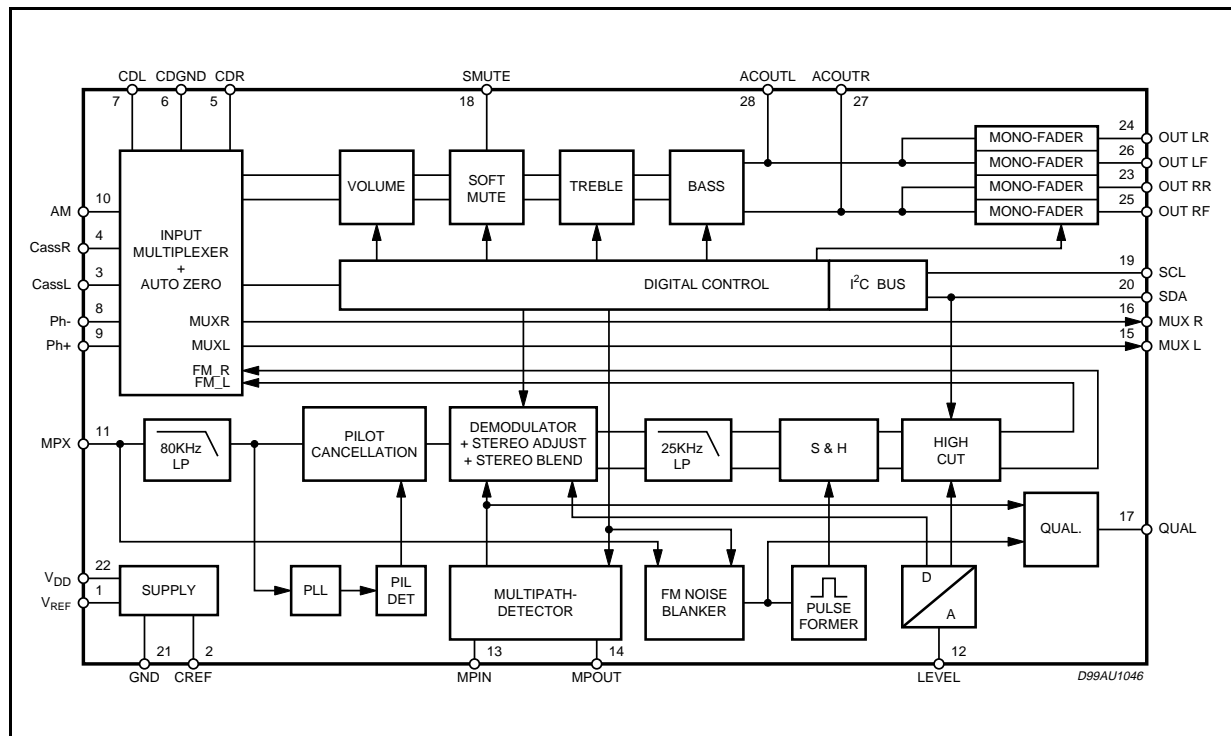 CDL CDGND CDR SMUTE ACOUTL ACOUTR
7 6 5 18 28 27
MONO-FADER 24 OUT LR
MONO-FADER 26 OUT LF
MONO-FADER 23 OUT RR
MONO-FADER 25 OUT RF
VOLUME
SOFT
MUTE
TREBLE
BASS
AM 10
CassR 4
CassL 3
Ph- 8
Ph+ 9
INPUT
MULTIPLEXER
+
AUTO ZERO
MUXR
MUXL
FM_R
FM_L
DIGITAL CONTROL
I²C BUS
19 SCL
20 SDA
16 MUX R
15 MUX L
MPX 11
80KHz
LP
PILOT
CANCELLATION
DEMODULATOR
+ STEREO ADJUST
+ STEREO BLEND
25KHz
LP
S & H
HIGH
CUT
QUAL.
17 QUAL
VDD 22
VREF 1
SUPPLY
PLL
PIL
DET
MULTIPATH-
DETECTOR
FM NOISE
BLANKER
PULSE
FORMER
D
A
21 2 13 14 12
GND CREF MPIN MPOUT LEVEL
D99AU1046